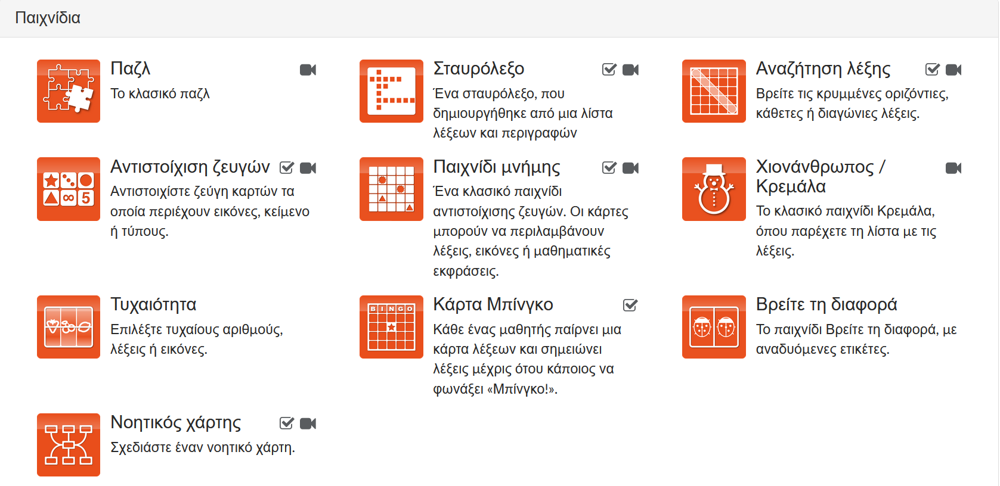 Παιχνίδια
Παζλ
Το κλασικό παζλ
Σταυρόλεξο
Ένα σταυρόλεξο, που
δημιουργήθηκε από μια λίστα
λέξεων και περιγραφών
Αναζήτηση λέξης
Βρείτε τις κρυμμένες οριζόντιες,
κάθετες ή διαγώνιες λέξεις.
5
Αντιστοίχιση ζευγών
Αντιστοιχίστε ζεύγη καρτών τα
οποία περιέχουν εικόνες, κείμενο
ή τύπους.
Παιχνίδι μνήμης
Ένα κλασικό παιχνίδι
αντιστοίχισης ζευγών. Οι κάρτες
μπορούν να περιλαμβάνουν
λέξεις, εικόνες ή μαθηματικές
εκφράσεις.
Χιονάνθρωπος /
Κρεμάλα
Το κλασικό παιχνίδι Κρεμάλα,
όπου παρέχετε τη λίστα με τις
λέξεις.
Τυχαιότητα
Επιλέξτε τυχαίους αριθμούς,
λέξεις ή εικόνες.
BINGO
Κάρτα Μπίνγκο
Κάθε ένας μαθητής παίρνει μια
κάρτα λέξεων και σημειώνει
λέξεις μέχρις ότου κάποιος να
φωνάξει «Μπίνγκο!».
Βρείτε τη διαφορά
Το παιχνίδι Βρείτε τη διαφορά, με
αναδυόμενες ετικέτες.
Νοητικός χάρτης
Σχεδιάστε έναν νοητικό χάρτη.